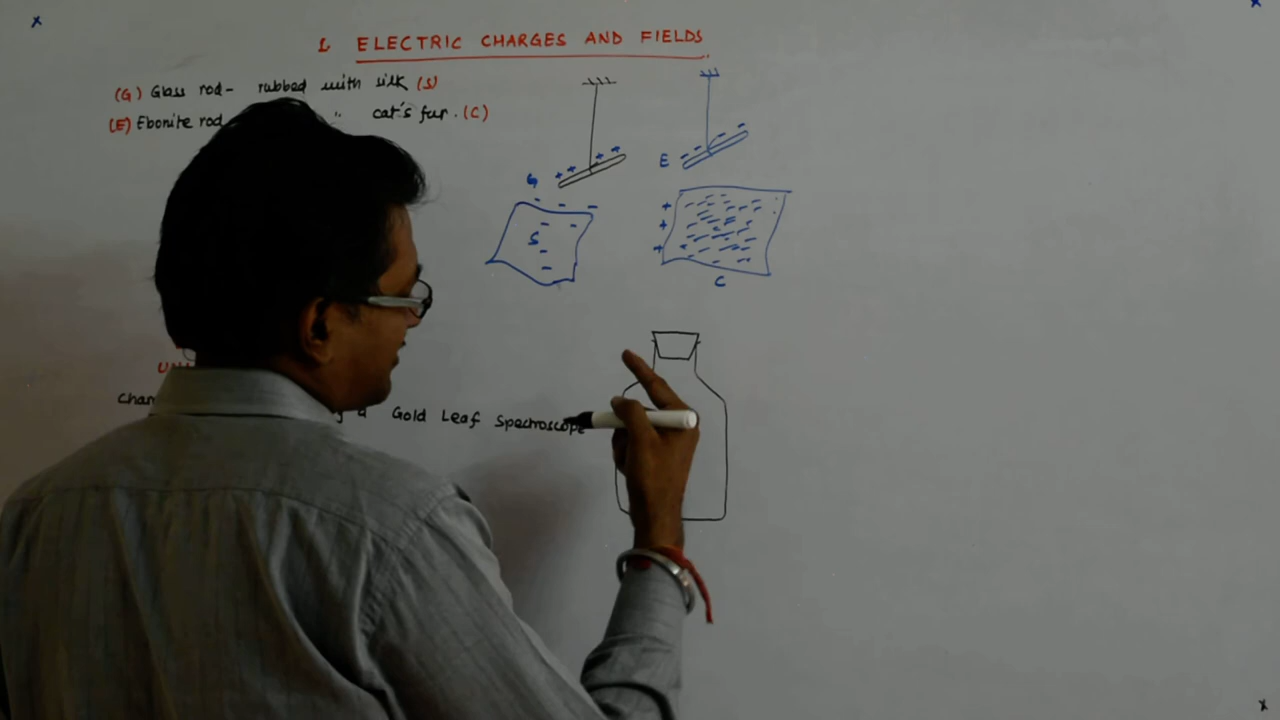 1. ELECTRIC CHARGES AND FIELDS
(G) Glass rod - rubbed with silk (S)
(E) Ebonite rod " cat's fur. (C)
G
E
S
C
Gold Leaf Spectroscope